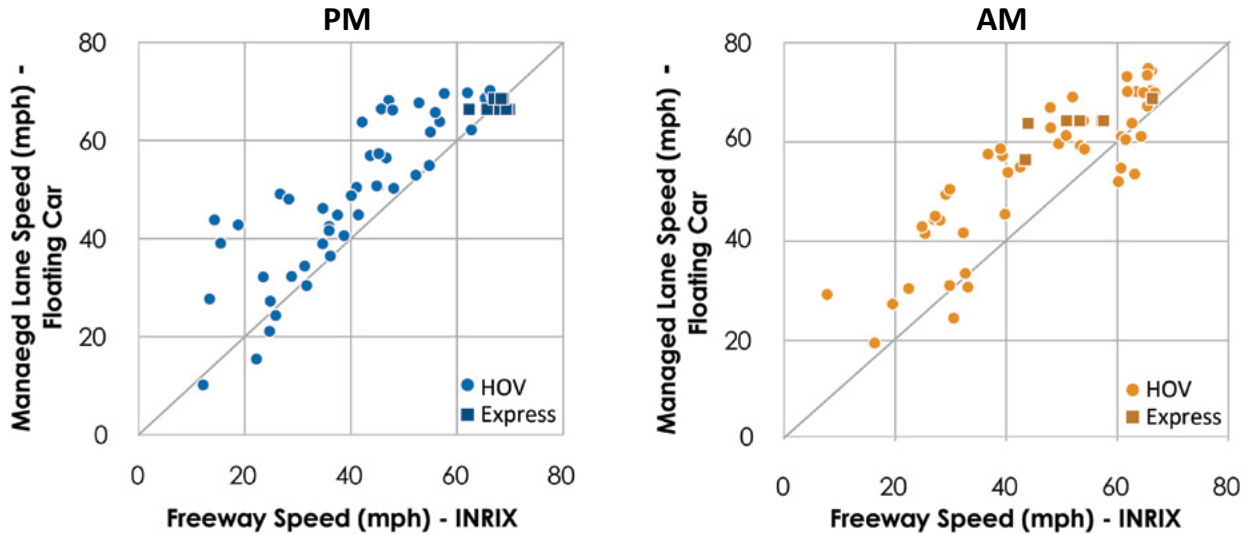 PM
Manaegd Lane Speed (mph) -
Floating Car
80
60
40
20
0
HOV
Express
0 20 40 60 80
Freeway Speed (mph) - INRIX
AM
Managed Lane Speed (mph) -
Floating Car
80
60
40
20
0
HOV
Express
0 20 40 60 80
Freeway Speed (mph) - INRIX